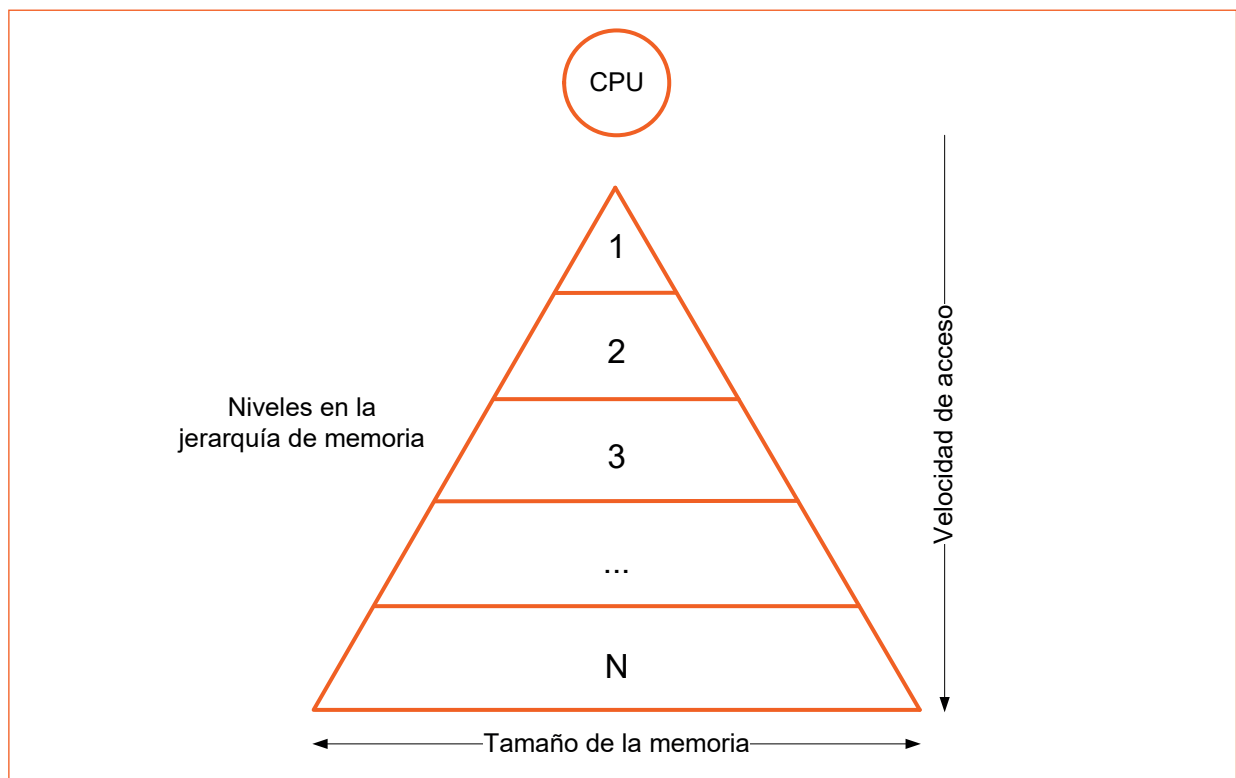 CPU
1
2
3
...
N
Niveles en la
jerarquía de memoria
Velocidad de acceso
Tamaño de la memoria